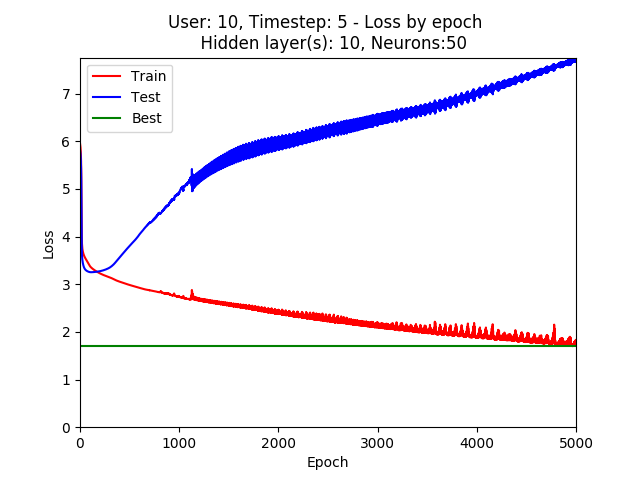 User: 10, Timestep: 5 - Loss by epoch
Hidden layer(s): 10, Neurons:50
Train
Test
Best
7
6
5
4
3
2
1
0
Loss
0
1000
2000
3000
4000
5000
Epoch